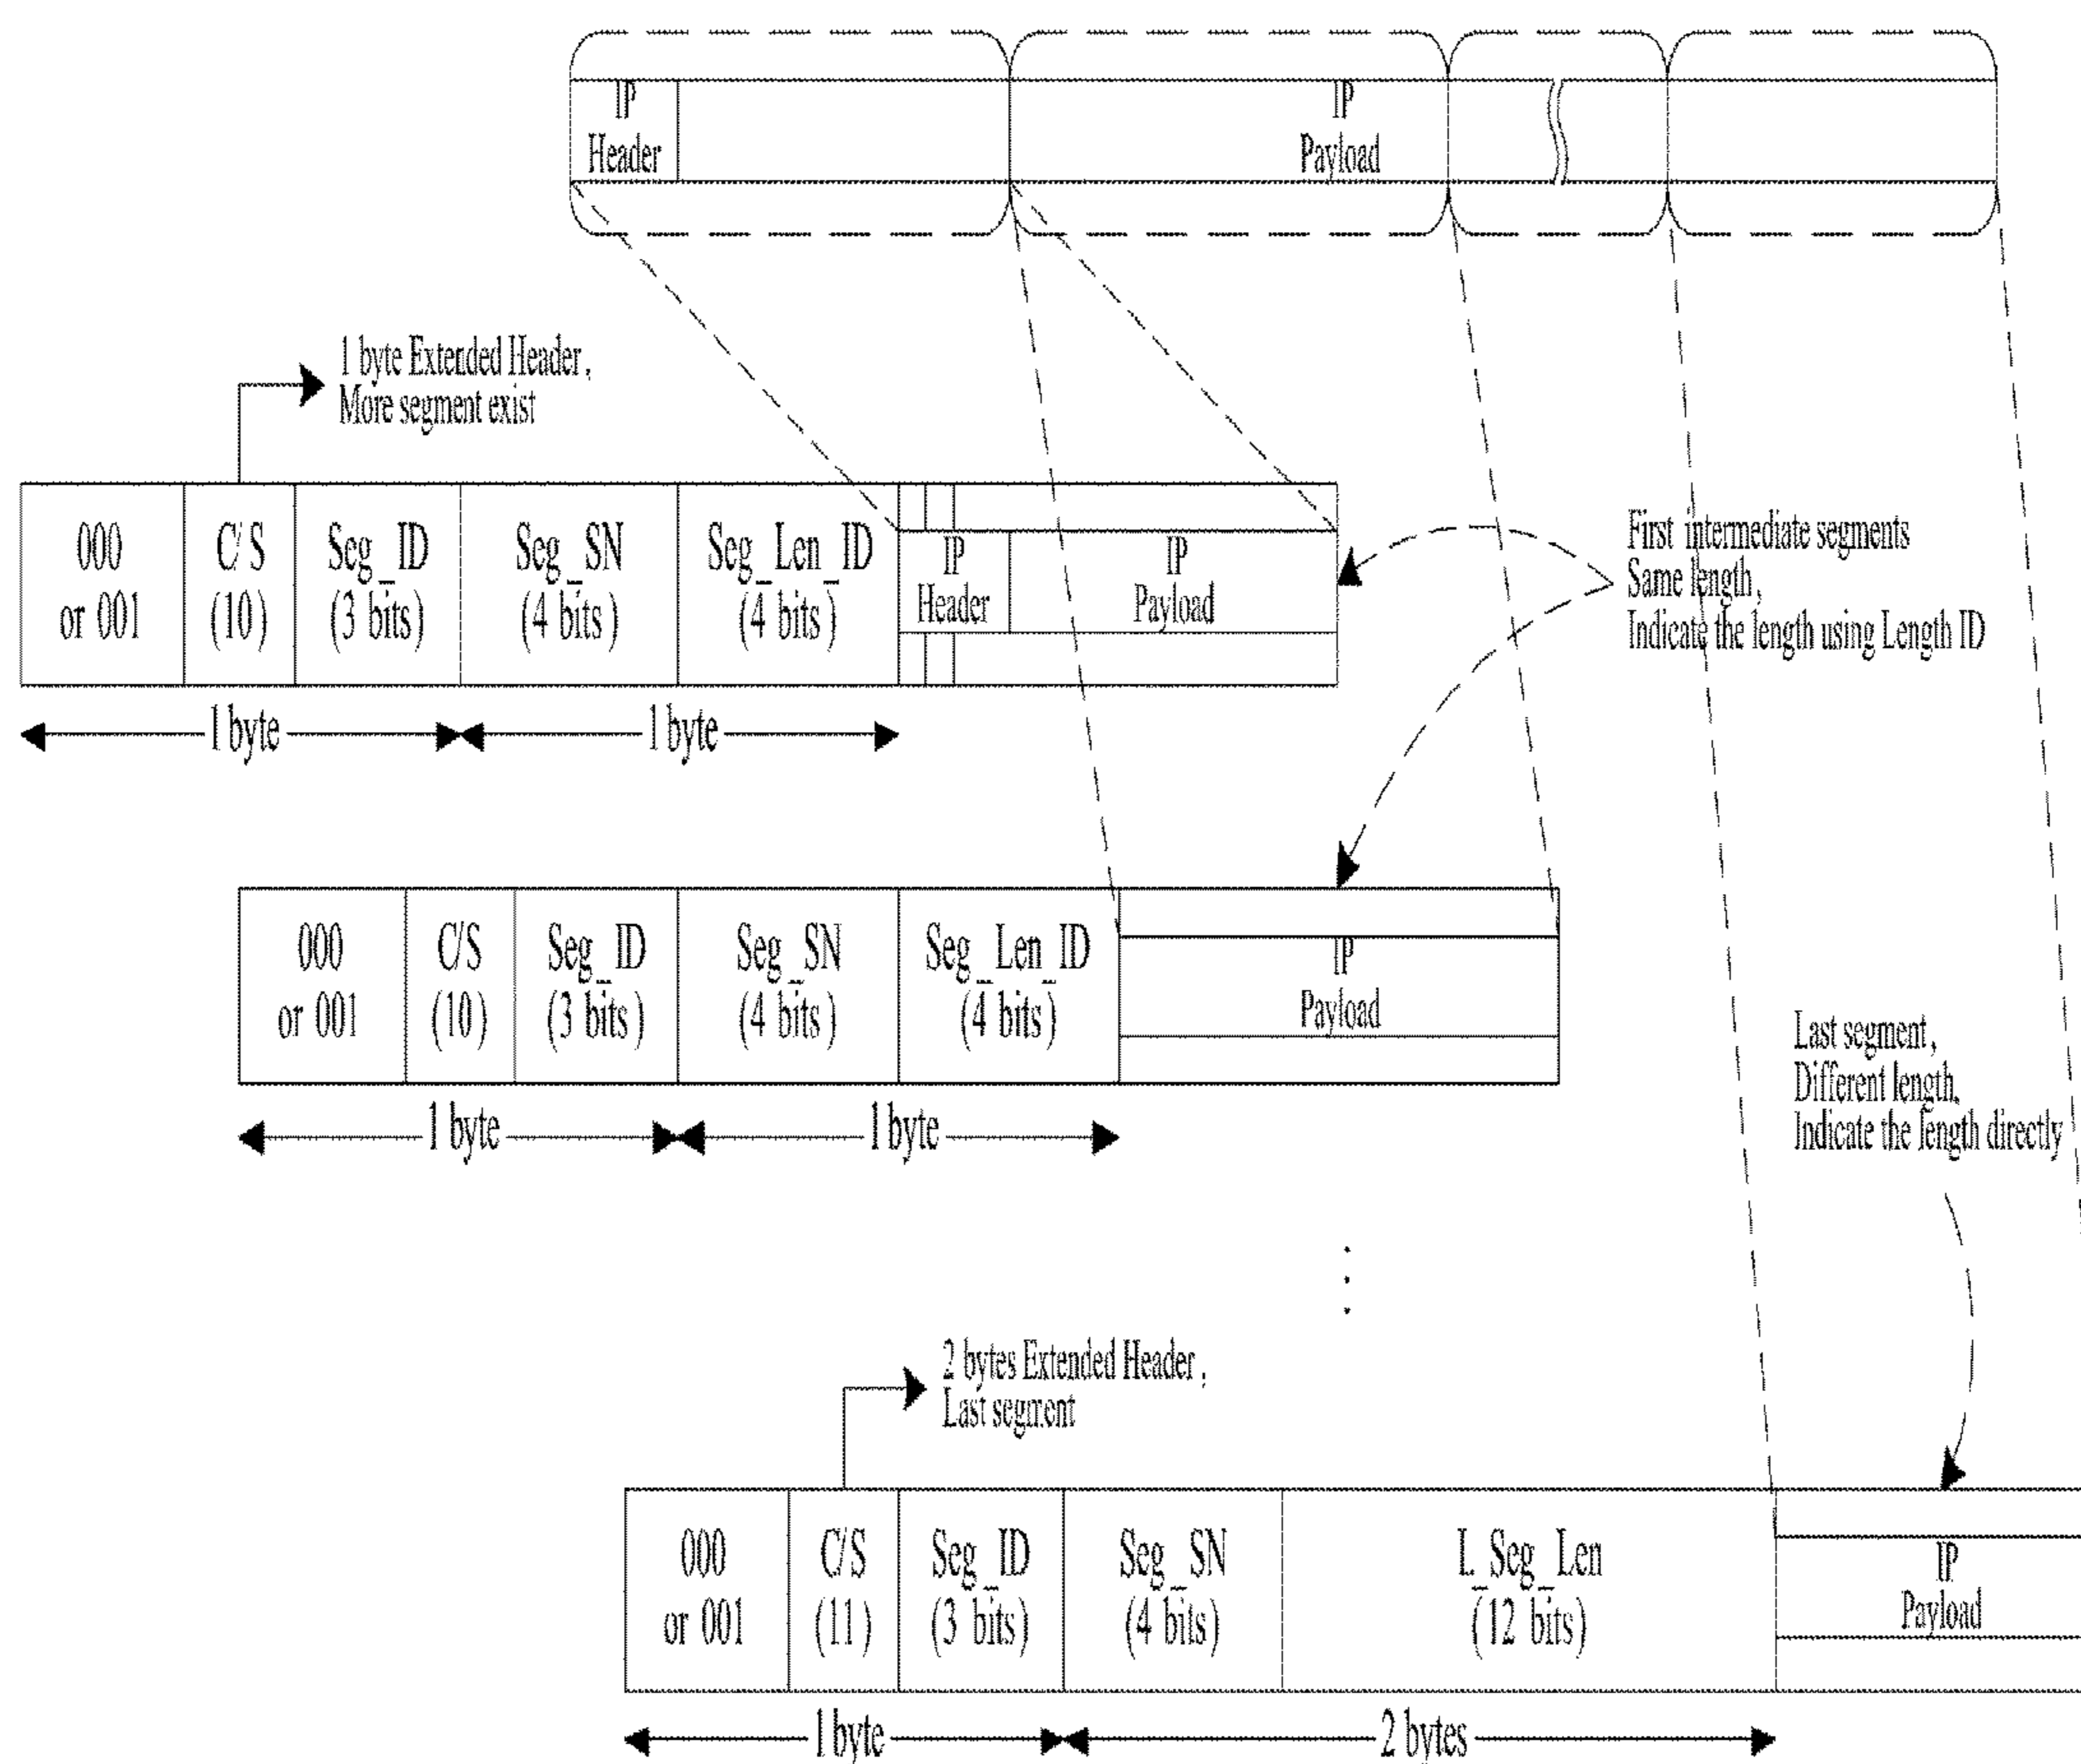 IP
Header
IP
Payload
1 byte Extended Header,
More segment exist
000
or 001
C/S
(10)
Seg_ID
(3 bits)
Seg_SN
(4 bits)
Seg_Len_ID
(4 bits)
IP
Header
IP
Payload
First intermediate segments
Same length,
Indicate the length using Length ID
1 byte
1 byte
000
or 001
C/S
(10)
Seg_ID
(3 bits)
Seg_SN
(4 bits)
Seg_Len_ID
(4 bits)
IP
Payload
1 byte
1 byte
Last segment,
Different length,
Indicate the length directly
2 bytes Extended Header,
Last segment
000
or 001
C/S
(11)
Seg_ID
(3 bits)
Seg_SN
(4 bits)
L_Seg_Len
(12 bits)
IP
Payload
1 byte
2 bytes